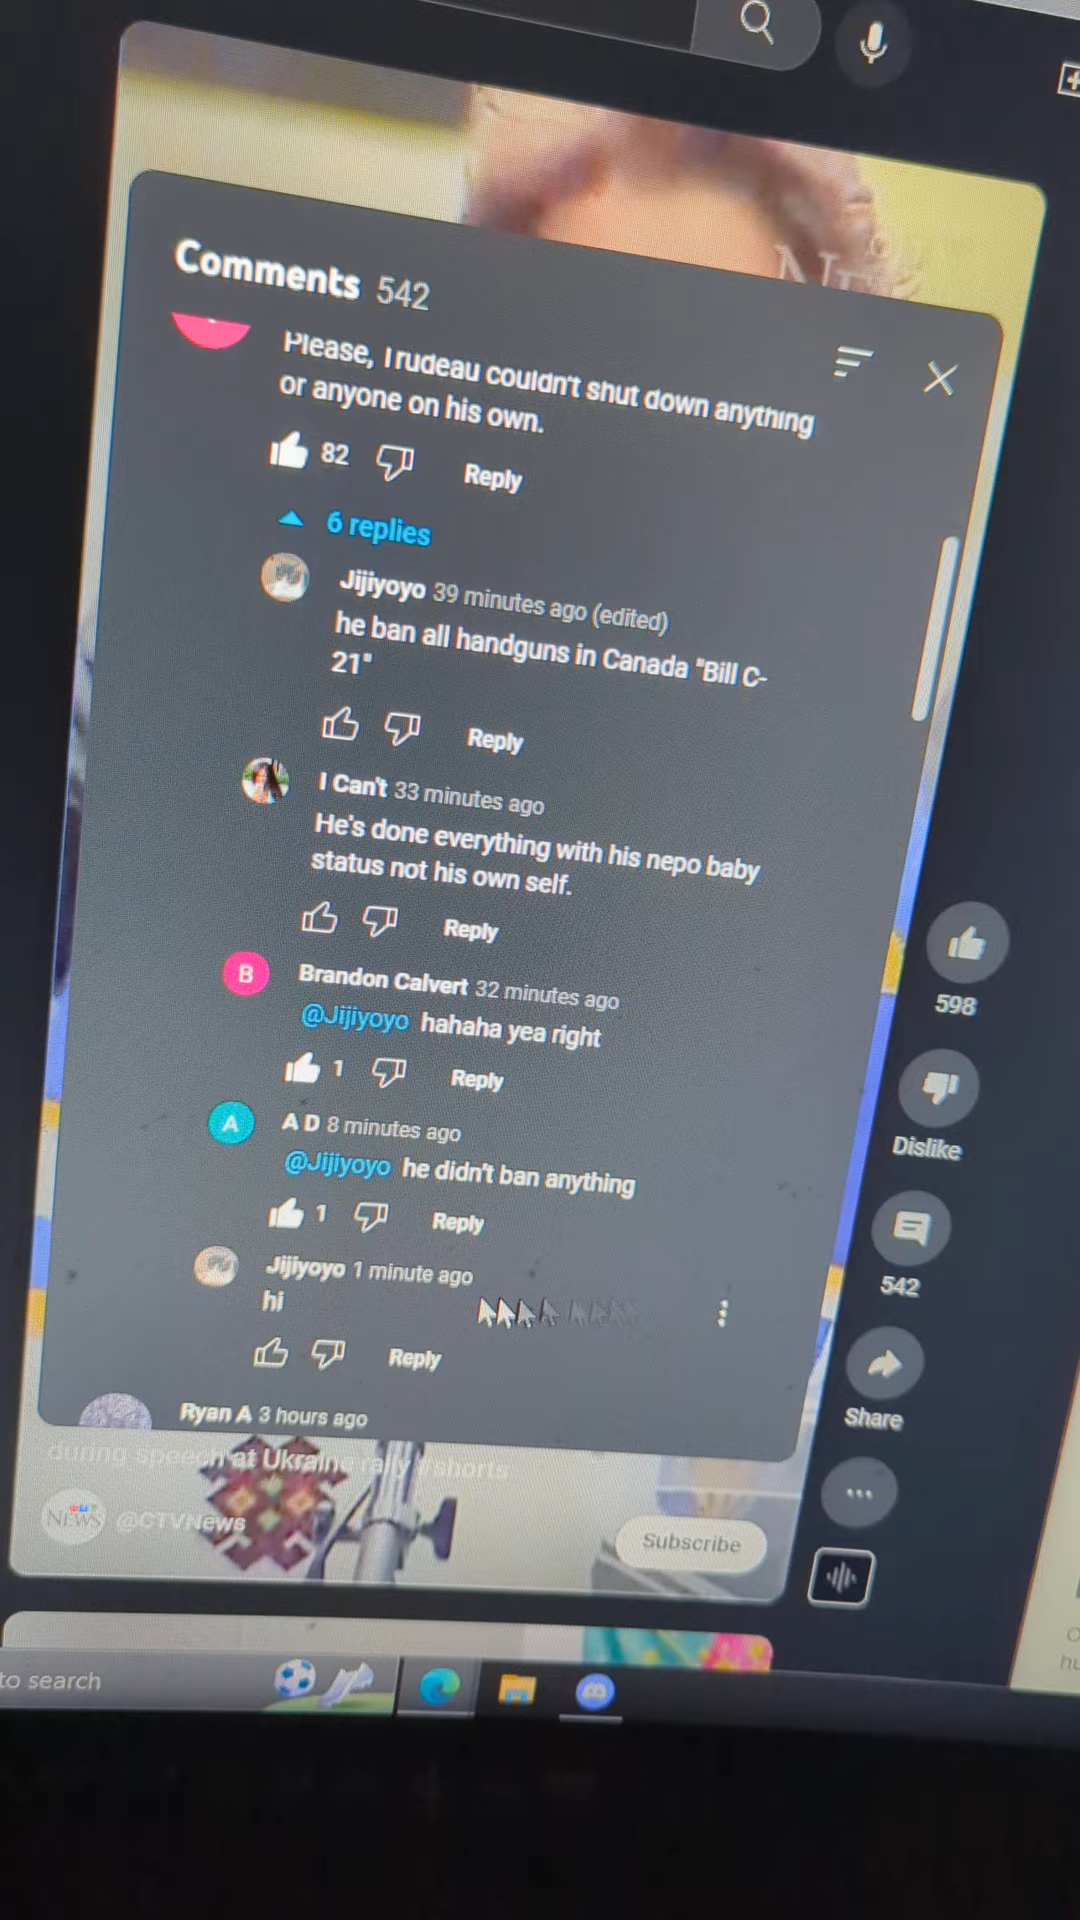 Comments 542
Please, Trudeau couldn't shut down anything
or anyone on his own.
82 Reply
6 replies
Jijiyoyo 39 minutes ago (edited)
he ban all handguns in Canada "Bill C-
21"
Reply
I Can't 33 minutes ago
He's done everything with his nepo baby
status not his own self.
Reply
B Brandon Calvert 32 minutes ago
@Jijiyoyo hahaha yea right
1 Reply
A A D 8 minutes ago
@Jijiyoyo he didn't ban anything
1 Reply
Jijiyoyo 1 minute ago
hi
Reply
Ryan A 3 hours ago
during speech at Ukraine rally #shorts
NEWS @CTVNews
Subscribe
598
Dislike
542
Share
to search